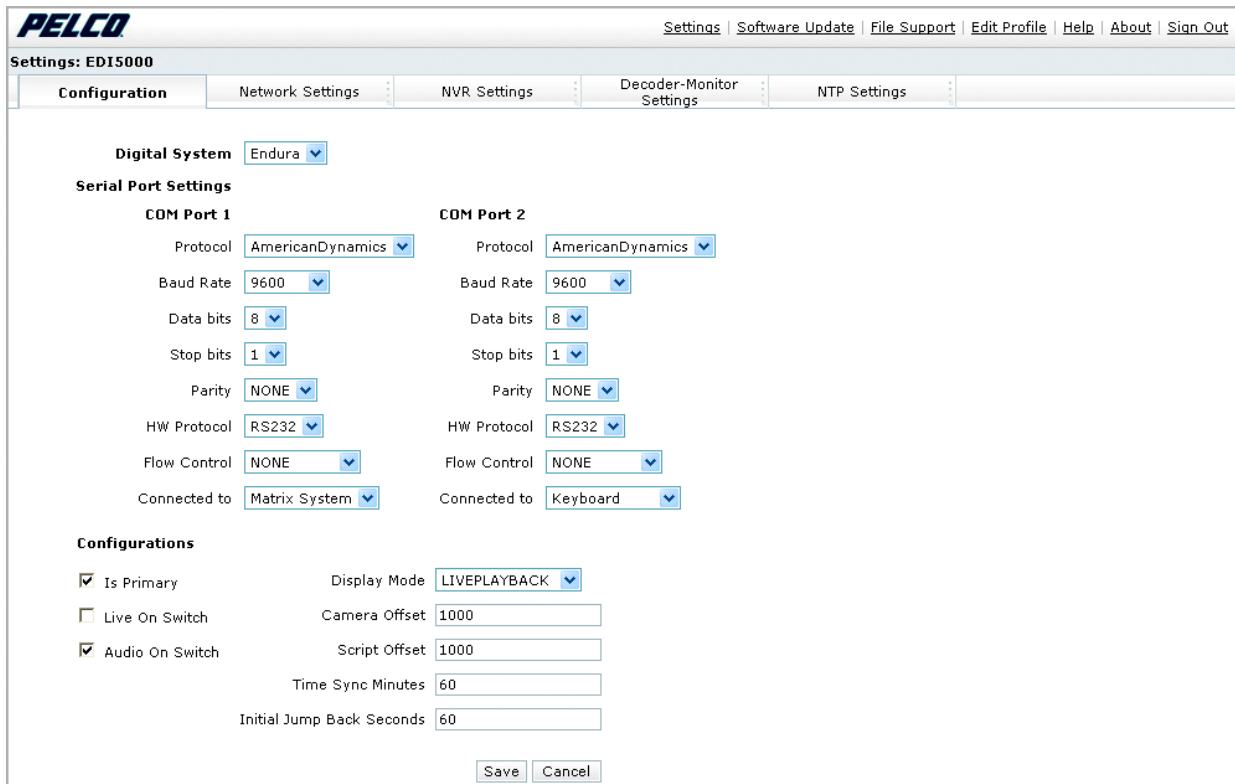 PELCO
Settings | Software Update | File Support | Edit Profile | Help | About | Sign Out
Settings: EDI5000
Configuration Network Settings NVR Settings Decoder-Monitor Settings NTP Settings
Digital System Endura
Serial Port Settings
COM Port 1 COM Port 2
Protocol AmericanDynamics Protocol AmericanDynamics
Baud Rate 9600 Baud Rate 9600
Data bits 8 Data bits 8
Stop bits 1 Stop bits 1
Parity NONE Parity NONE
HW Protocol RS232 HW Protocol RS232
Flow Control NONE Flow Control NONE
Connected to Matrix System Connected to Keyboard
Configurations
Is Primary Display Mode LIVEPLAYBACK
Live On Switch Camera Offset 1000
Audio On Switch Script Offset 1000
Time Sync Minutes 60
Initial Jump Back Seconds 60
Save Cancel